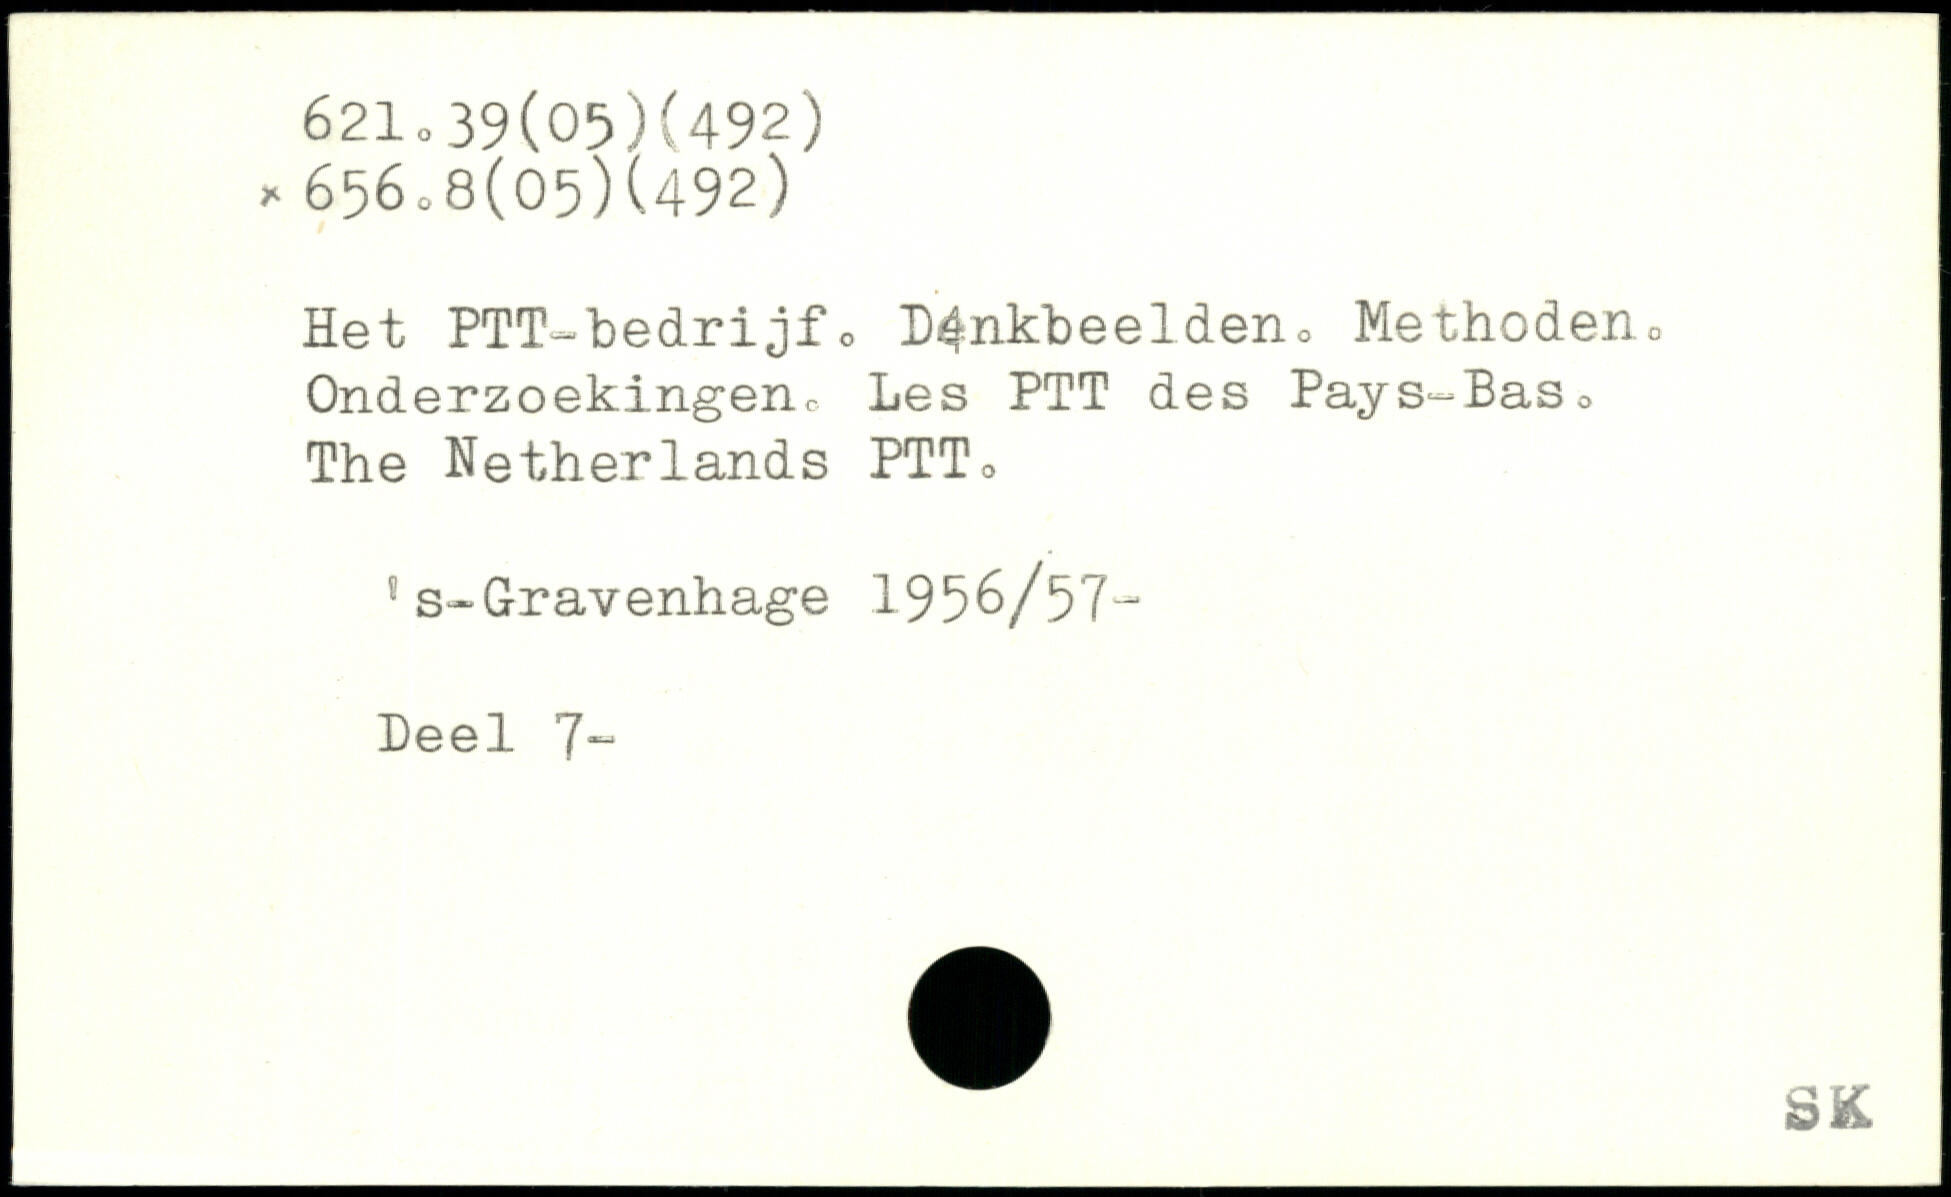 621.39(05)(492)
× 656.8(05)(492)
Het PTT-bedrijf. Denkbeelden. Methoden.
Onderzoekingen. Les PTT des Pays-Bas.
The Netherlands PTT.
's-Gravenhage 1956/57-
Deel 7-
SK